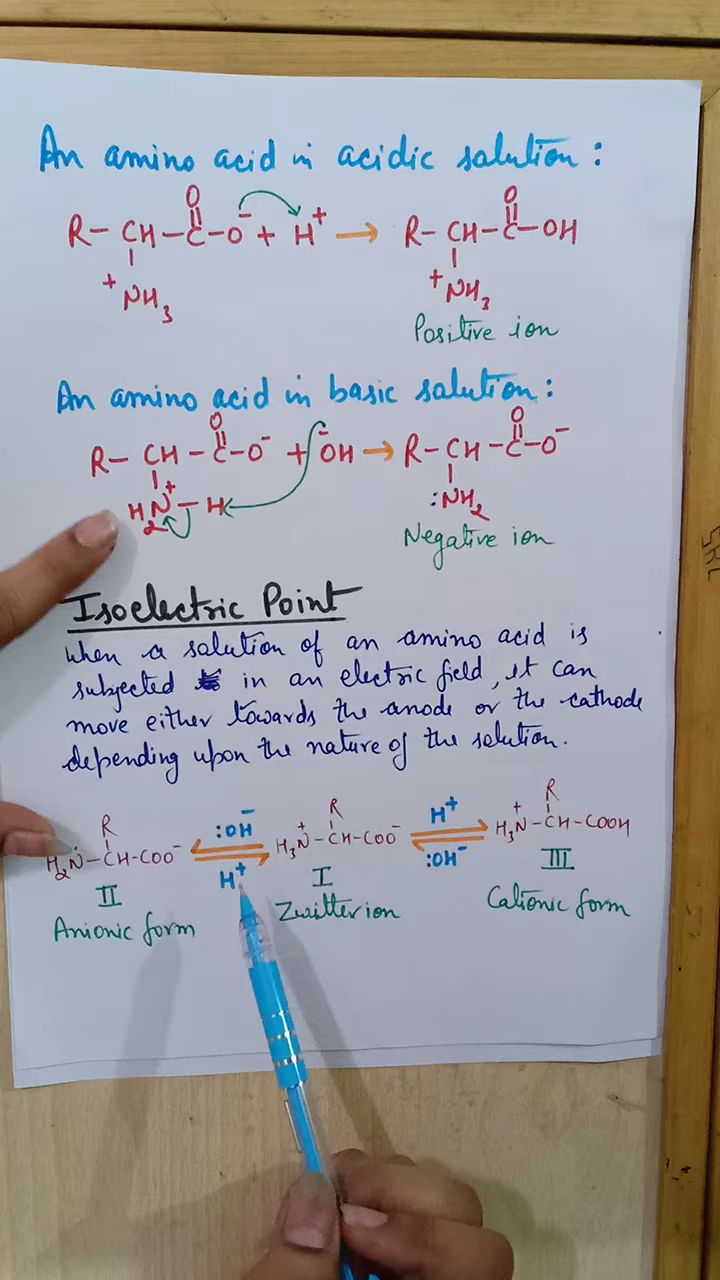 An amino acid in acidic solution:
O O
R-CH-C-O⁻ + H⁺ → R-CH-C-OH
⁺NH₃ ⁺NH₃
Positive ion
An amino acid in basic solution:
O O
R-CH-C-O⁻ + ⁻OH → R-CH-C-O⁻
H₂N⁺-H :NH₂
Negative ion
Isoelectric Point
When a solution of an amino acid is
subjected in an electric field, it can
move either towards the anode or the cathode
depending upon the nature of the solution.
R :OH⁻ R H⁺ R
H₂N̈-CH-COO⁻ ⇌ H₃N⁺-CH-COO⁻ ⇌ H₃N⁺-CH-COOH
H⁺ :OH⁻
II I III
Anionic form Zwitter ion Cationic form